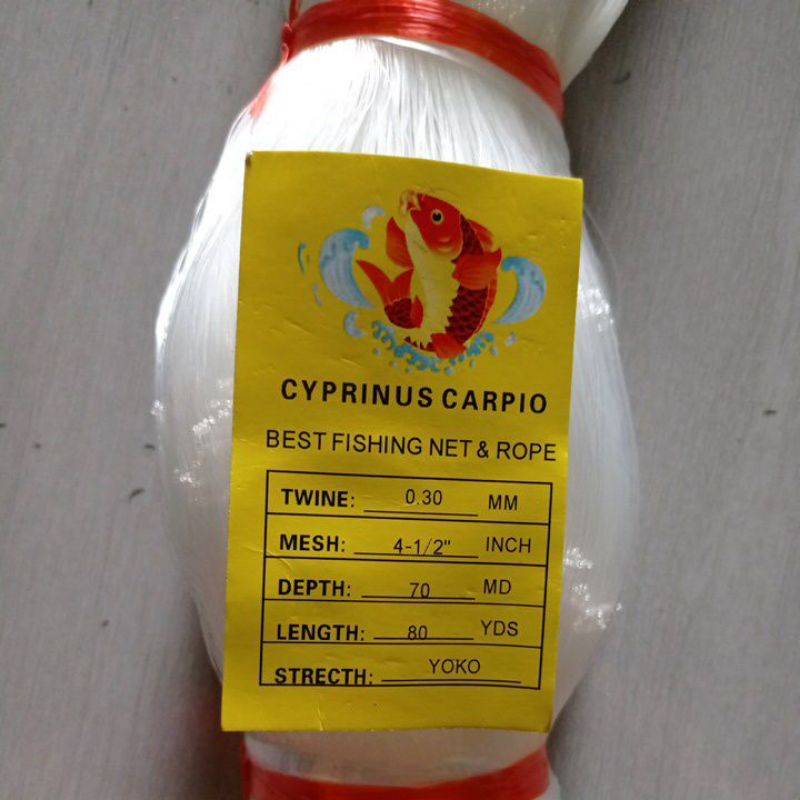 CYPRINUS CARPIO
BEST FISHING NET & ROPE
TWINE: 0.30 MM
MESH: 4-1/2" INCH
DEPTH: 70 MD
LENGTH: 80 YDS
STRECTH: YOKO